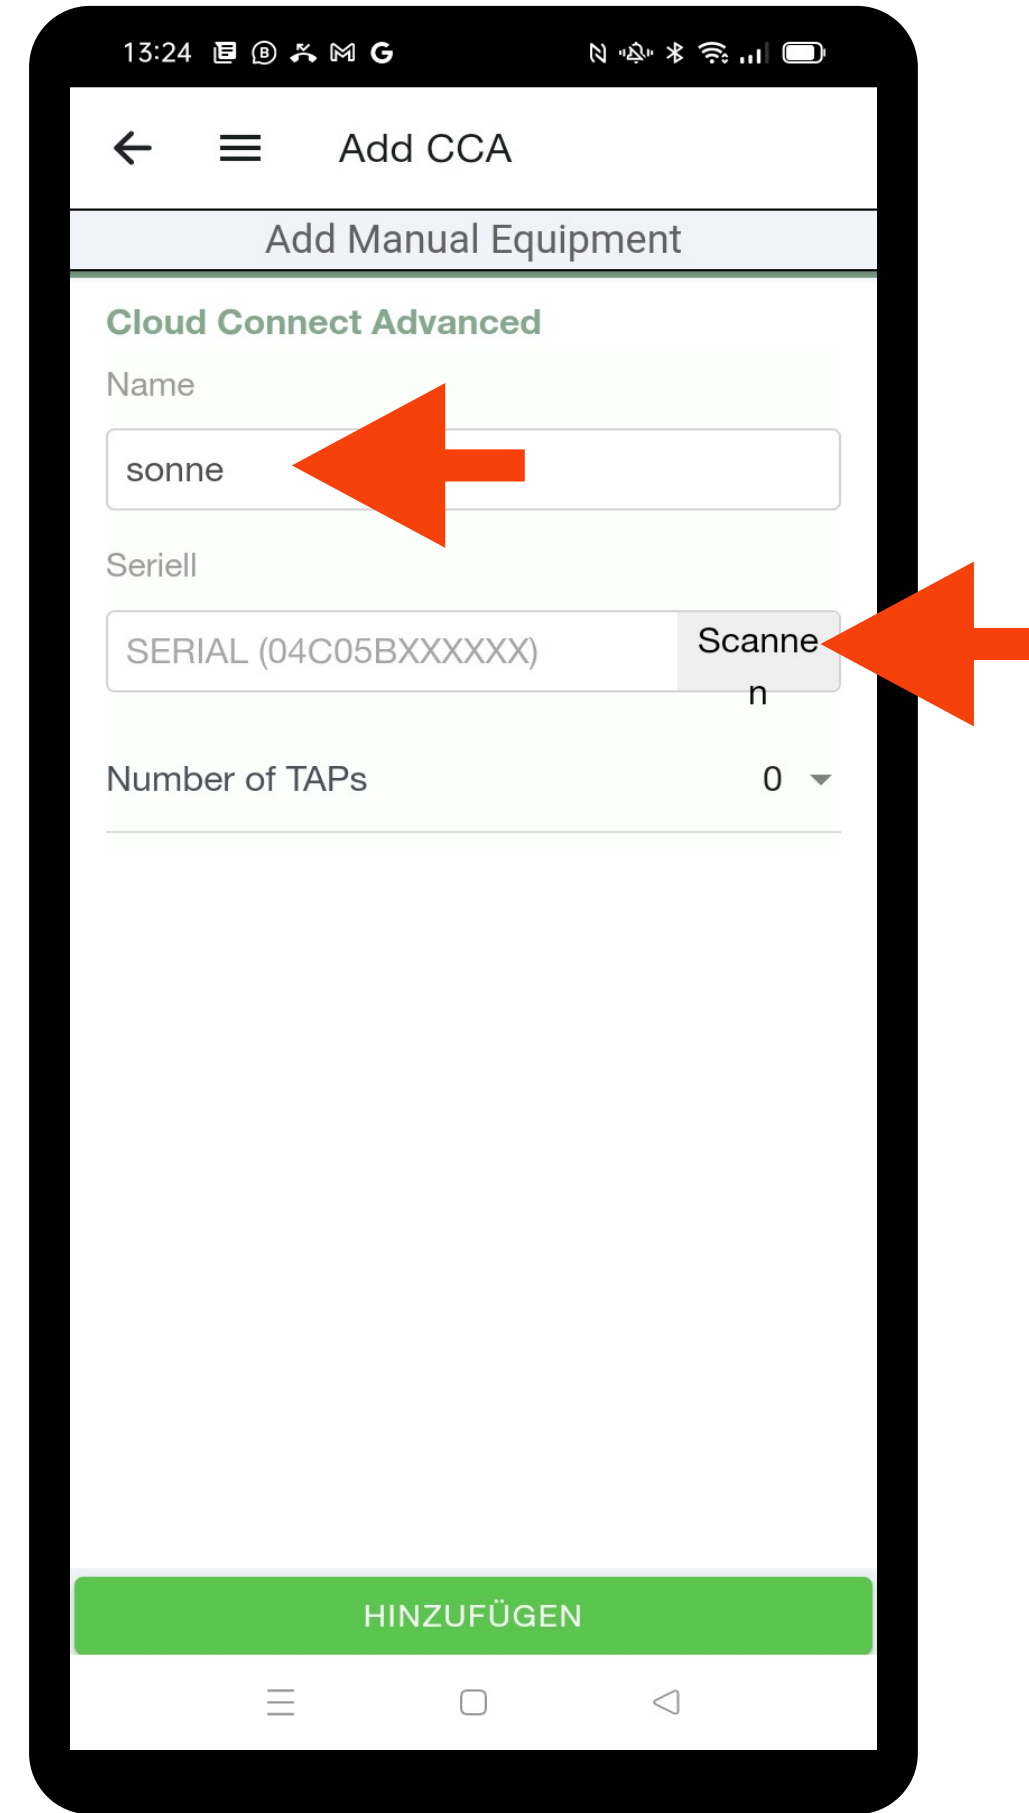 13:24
Add CCA
Add Manual Equipment
Cloud Connect Advanced
Name
sonne
Seriell
SERIAL (04C05BXXXXXX)
Scanne
n
Number of TAPs
0
HINZUFÜGEN